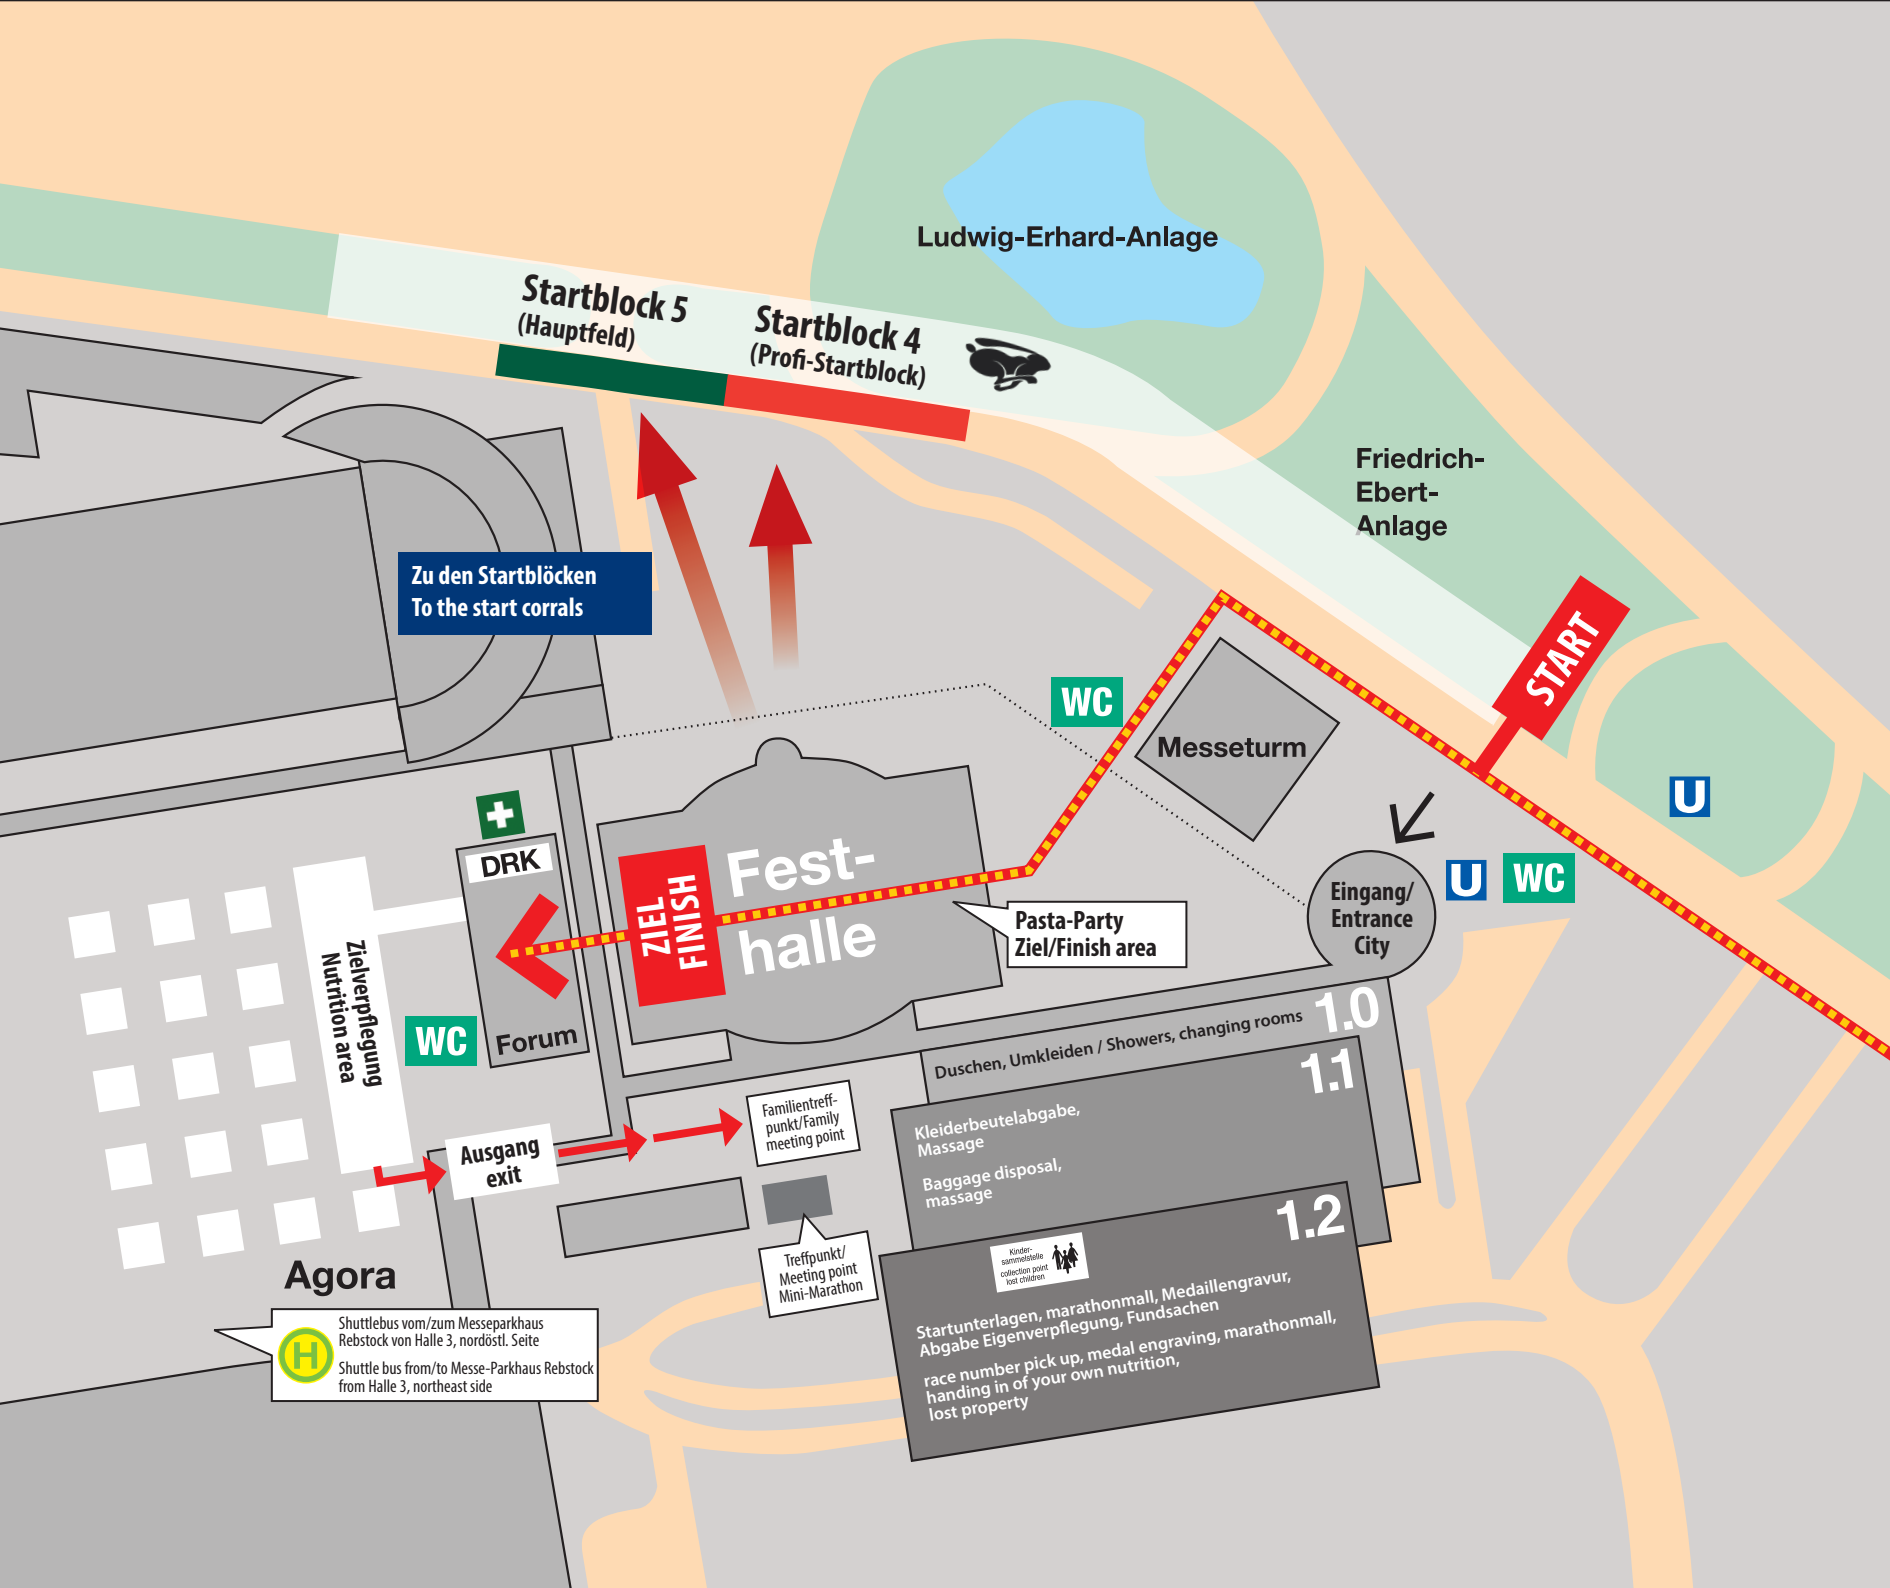 Ludwig-Erhard-Anlage
Startblock 5
(Hauptfeld)
Startblock 4
(Profi-Startblock)
Friedrich-
Ebert-
Anlage
Zu den Startblöcken
To the start corrals
START
WC
Messeturm
U
DRK
ZIEL
FINISH
Fest-
halle
Eingang/
Entrance
City
U
WC
Pasta-Party
Ziel/Finish area
Zielverpflegung
Nutrition area
WC
Forum
1.0
Duschen, Umkleiden / Showers, changing rooms
1.1
Kleiderbeutelabgabe,
Massage
Baggage disposal,
massage
Familientreff-
punkt/Family
meeting point
Ausgang
exit
1.2
Kinder-
sammelstelle
collection point
lost children
Treffpunkt/
Meeting point
Mini-Marathon
Startunterlagen, marathonmall, Medaillengravur,
Abgabe Eigenverpflegung, Fundsachen
race number pick up, medal engraving, marathonmall,
handing in of your own nutrition,
lost property
Agora
H
Shuttlebus vom/zum Messeparkhaus
Rebstock von Halle 3, nordöstl. Seite
Shuttle bus from/to Messe-Parkhaus Rebstock
from Halle 3, northeast side